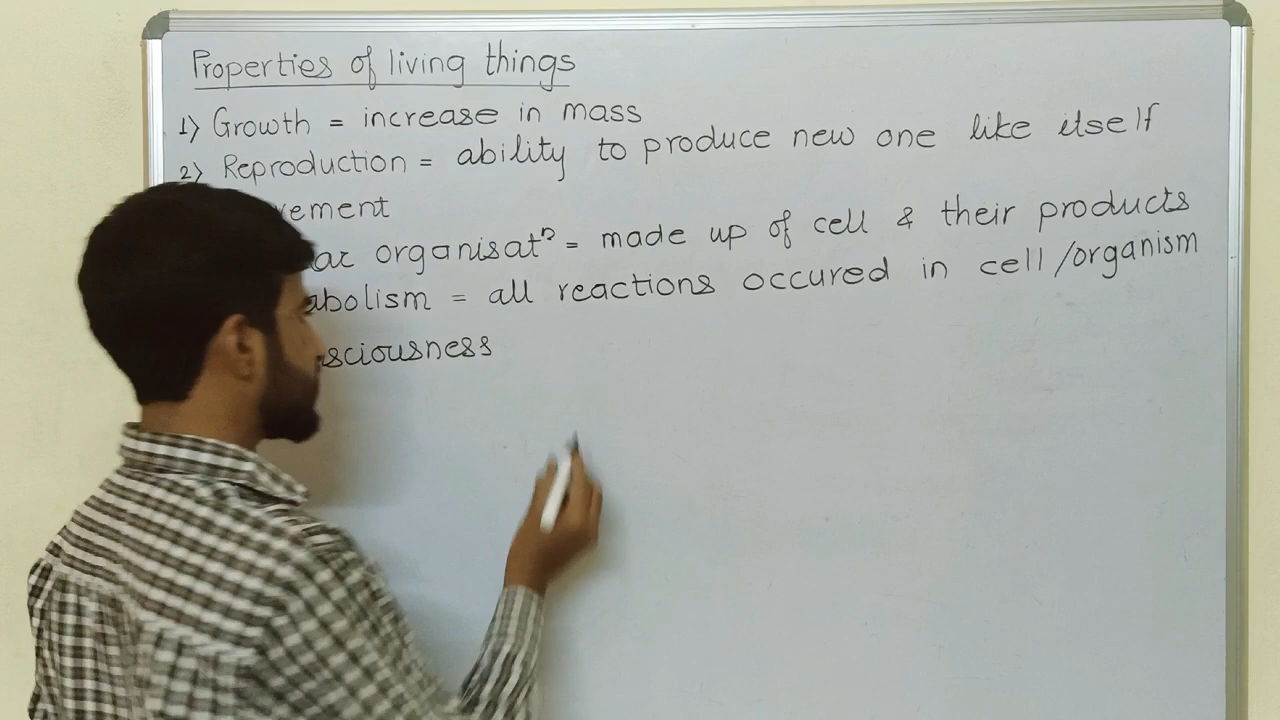 Properties of living things
1) Growth = increase in mass
2) Reproduction = ability to produce new one like itself
vement
ar organisatⁿ = made up of cell & their products
abolism = all reactions occured in cell/organism
sciousness